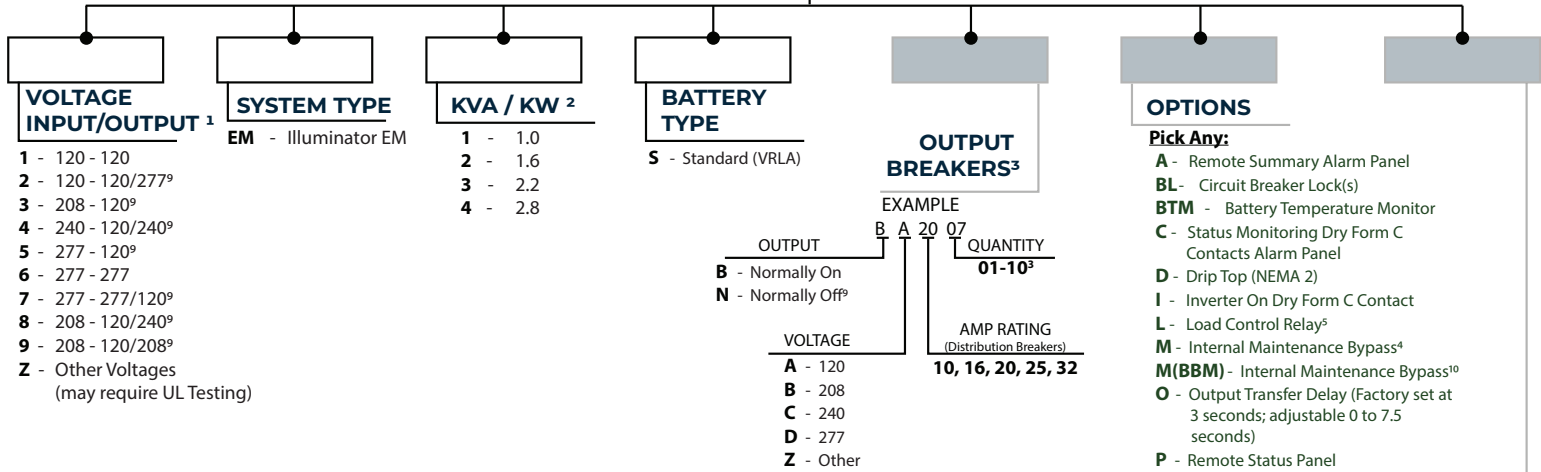 VOLTAGE
INPUT/OUTPUT ¹
1 - 120 - 120
2 - 120 - 120/277⁹
3 - 208 - 120⁹
4 - 240 - 120/240⁹
5 - 277 - 120⁹
6 - 277 - 277
7 - 277 - 277/120⁹
8 - 208 - 120/240⁹
9 - 208 - 120/208⁹
Z - Other Voltages
(may require UL Testing)
SYSTEM TYPE
EM - Illuminator EM
KVA / KW ²
1 - 1.0
2 - 1.6
3 - 2.2
4 - 2.8
BATTERY
TYPE
S - Standard (VRLA)
OUTPUT
BREAKERS³
EXAMPLE
B A 20 07
OUTPUT
B - Normally On
N - Normally Off⁹
QUANTITY
01-10³
VOLTAGE
A - 120
B - 208
C - 240
D - 277
Z - Other
AMP RATING
(Distribution Breakers)
10, 16, 20, 25, 32
OPTIONS
Pick Any:
A - Remote Summary Alarm Panel
BL- Circuit Breaker Lock(s)
BTM - Battery Temperature Monitor
C - Status Monitoring Dry Form C
Contacts Alarm Panel
D - Drip Top (NEMA 2)
I - Inverter On Dry Form C Contact
L - Load Control Relay⁵
M - Internal Maintenance Bypass⁴
M(BBM) - Internal Maintenance Bypass¹⁰
O - Output Transfer Delay (Factory set at
3 seconds; adjustable 0 to 7.5
seconds)
P - Remote Status Panel